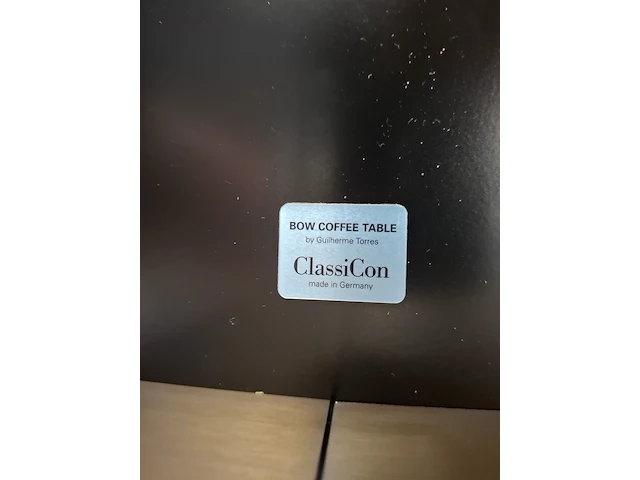 BOW COFFEE TABLE
by Guilherme Torres
ClassiCon
made in Germany